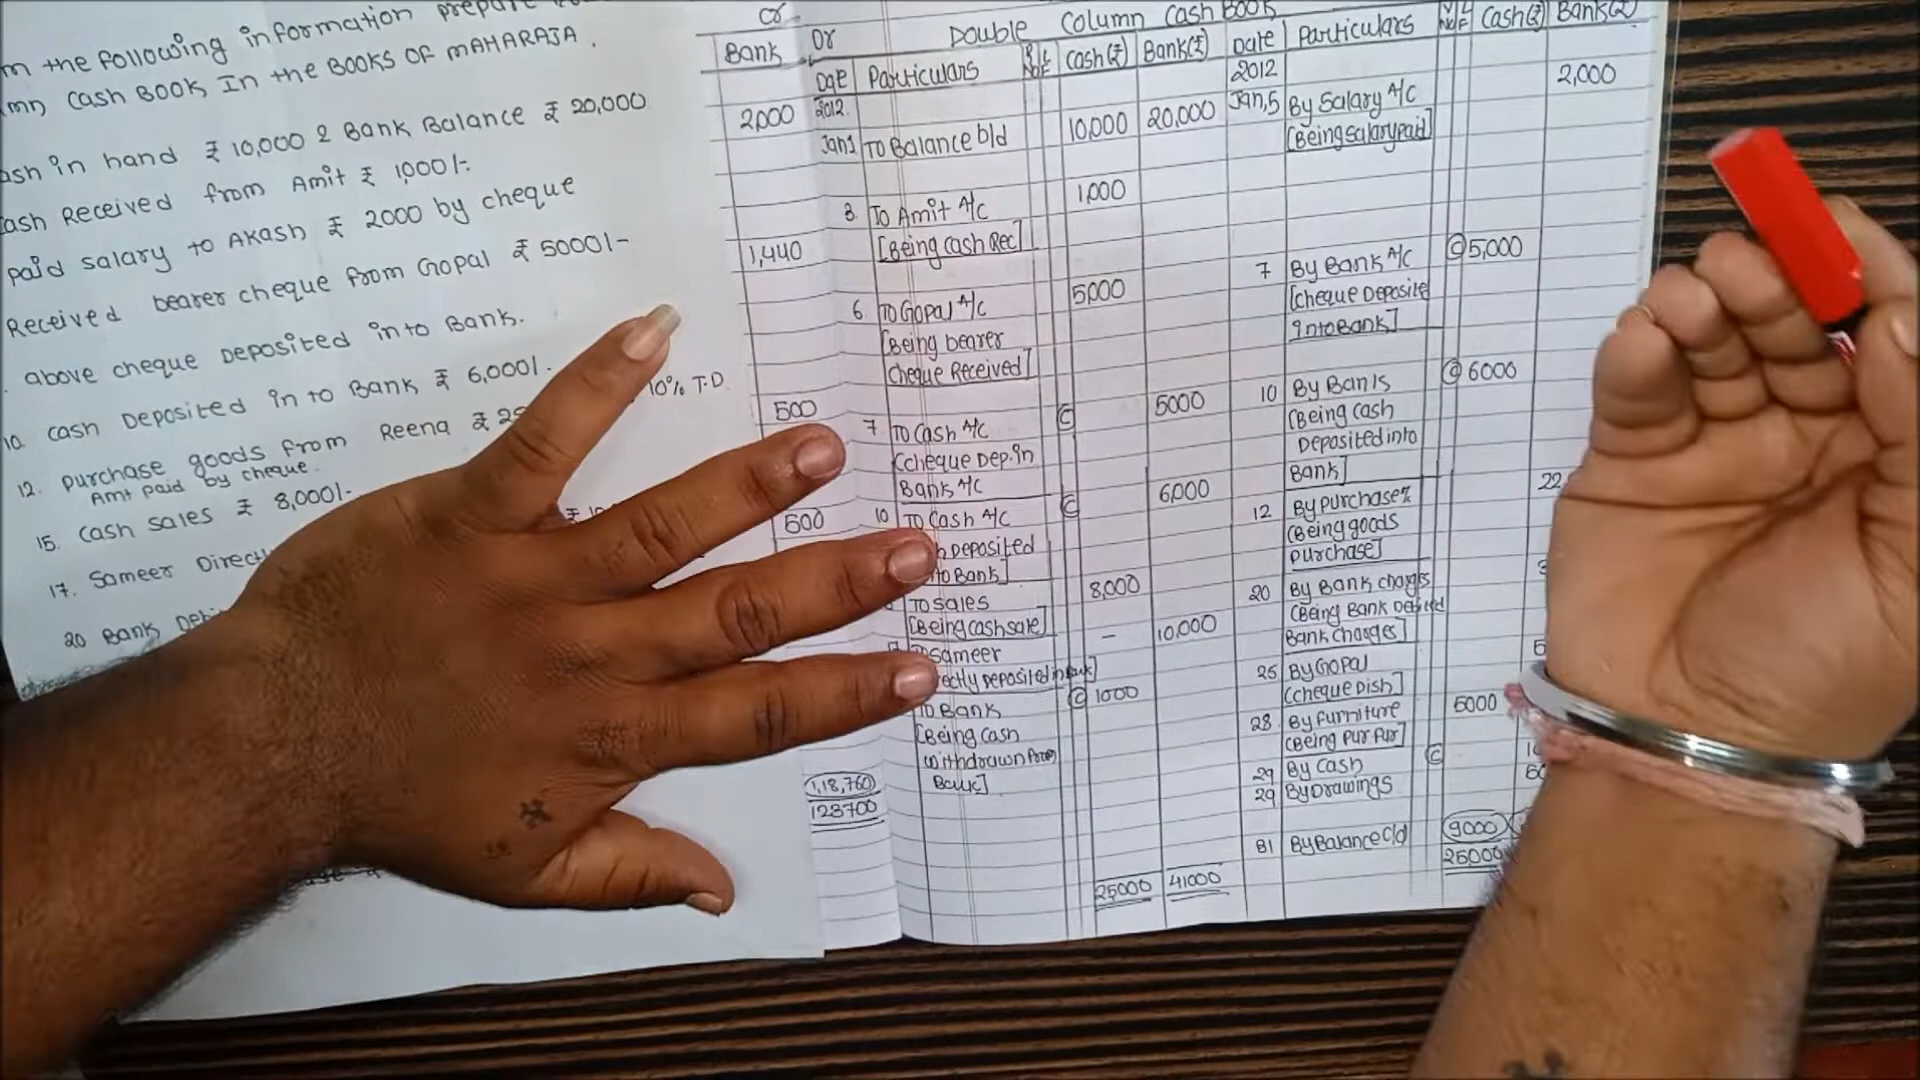 m the following information prepare
mn) Cash Book, In the Books of MAHARAJA.
ash in hand ₹ 10,000 & Bank Balance ₹ 20,000
Cash Received from Amit ₹ 1000/-
paid salary to AKash ₹ 2000 by cheque
Received bearer cheque from Gopal ₹ 5000/-
above cheque Deposited into Bank.
10 cash Deposited in to Bank ₹ 6,000/-
12. purchase goods from Reena ₹ 10% T.D.
Amt paid by cheque.
15. Cash sales ₹ 8,000/-
17. Sameer Directl
20 Bank
Cr
Bank
2000
1,440
500
500
1,18,760
123700
Dr Double Column Cash Book
Date Particulars Cash(₹) Bank(₹) Date Particulars Cash(₹) Bank(₹)
2012 2012
Jan 1 To Balance b/d 10,000 20,000 Jan,5 By Salary A/c 2,000
[Being salary paid]
3 To Amit A/c 1,000
[Being cash Rec]
7 By Bank A/c C 5,000
[cheque Deposite
into Bank]
6 To Gopal A/c 5000
[Being bearer
Cheque Received]
10 By Bank C 6000
[Being cash
Deposited into
Bank]
7 To Cash A/c C 5000
(cheque Dep.in
Bank A/c
10 To Cash A/c C 6,000
Deposited
to Bank]
12 By purchase 22
(Being goods
purchase]
To sales 8,000
[Being cash sale]
20 By Bank charges
(Being Bank Debited
Bank charges]
To sameer — 10,000
ectly deposited in
25 By Gopal
(cheque Dish]
To Bank C 1000
[Being cash
withdrawn from
Bank]
28 By furniture 5000
(Being pur fur]
29 By Cash C
29 By Drawings
31 By Balance c/d 9000
25000 41000 25000